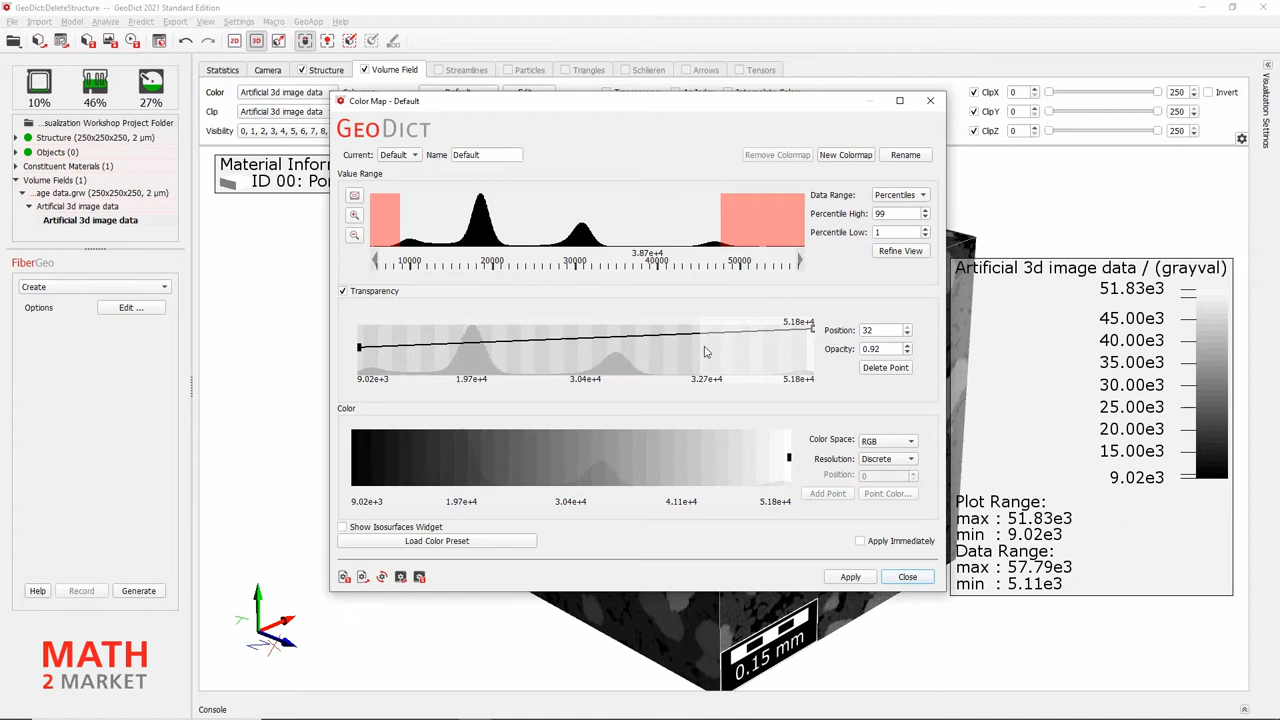 GeoDict:DeleteStructure -- GeoDict 2021 Standard Edition
File Import Model Analyze Predict Export View Settings Macro GeoApp Help
2D 3D
10% 46% 27%
Statistics Camera Structure Volume Field Streamlines Particles Triangles Schlieren Arrows Tensors
Color Artificial 3d image data
Clip Artificial 3d image data
Visibility 0, 1, 2, 3, 4, 5, 6, 7, 8,
ClipX 0 250 Invert
ClipY 0 250
ClipZ 0 250
Visualization Settings
...sualization Workshop Project Folder
Structure (250x250x250, 2 µm)
Objects (0)
Constituent Materials (1)
Volume Fields (1)
...age data.grw (250x250x250, 2 µm)
Artificial 3d image data
Artificial 3d image data
FiberGeo
Create
Options Edit ...
Help Record Generate
MATH
2 MARKET
Material Infor
ID 00: Por
Color Map - Default
GEODICT
Current: Default Name Default Remove Colormap New Colormap Rename
Value Range
Data Range: Percentiles
Percentile High: 99
Percentile Low: 1
Refine View
3.87e+4
10000 20000 30000 40000 50000
Transparency
5.18e+4
Position: 32
Opacity: 0.92
Delete Point
9.02e+3 1.97e+4 3.04e+4 3.27e+4 5.18e+4
Color
Color Space: RGB
Resolution: Discrete
Position: 0
Add Point Point Color...
9.02e+3 1.97e+4 3.04e+4 4.11e+4 5.18e+4
Show Isosurfaces Widget
Load Color Preset
Apply Immediately
Apply Close
Artificial 3d image data / (grayval)
51.83e3
45.00e3
40.00e3
35.00e3
30.00e3
25.00e3
20.00e3
15.00e3
9.02e3
Plot Range:
max : 51.83e3
min : 9.02e3
Data Range:
max : 57.79e3
min : 5.11e3
Z
Y
X
0.15 mm
Console